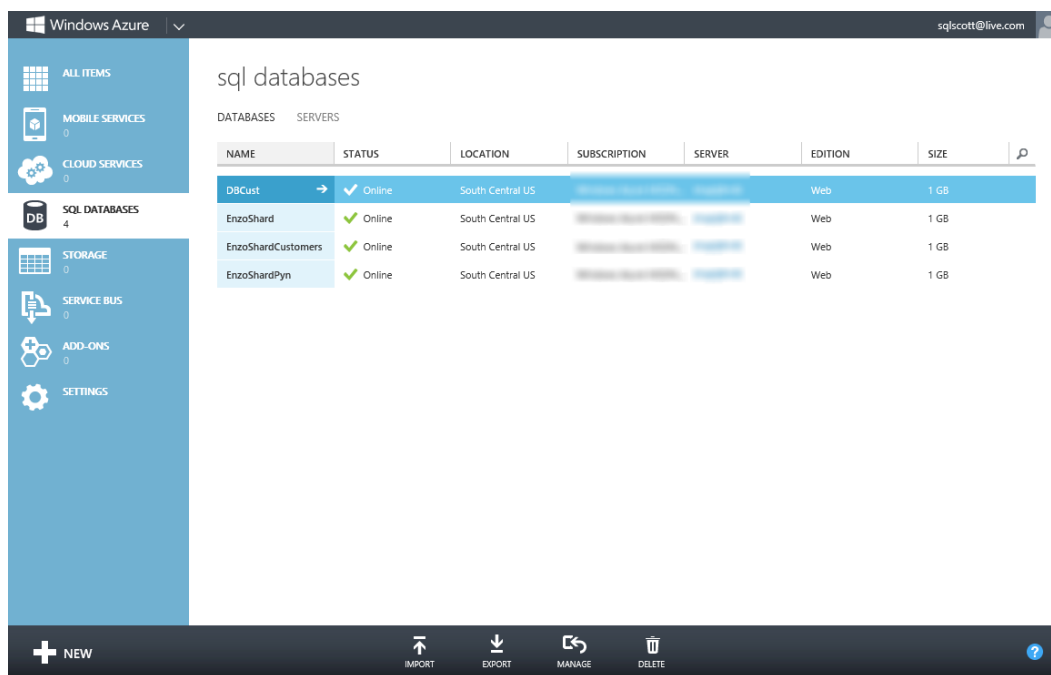 Windows Azure
sqlscott@live.com
ALL ITEMS
MOBILE SERVICES
0
CLOUD SERVICES
0
DB
SQL DATABASES
4
STORAGE
0
SERVICE BUS
0
ADD-ONS
0
SETTINGS
sql databases
DATABASES SERVERS
NAME STATUS LOCATION SUBSCRIPTION SERVER EDITION SIZE
DBCust Online South Central US Web 1 GB
EnzoShard Online South Central US Web 1 GB
EnzoShardCustomers Online South Central US Web 1 GB
EnzoShardPyn Online South Central US Web 1 GB
NEW
IMPORT EXPORT MANAGE DELETE
?